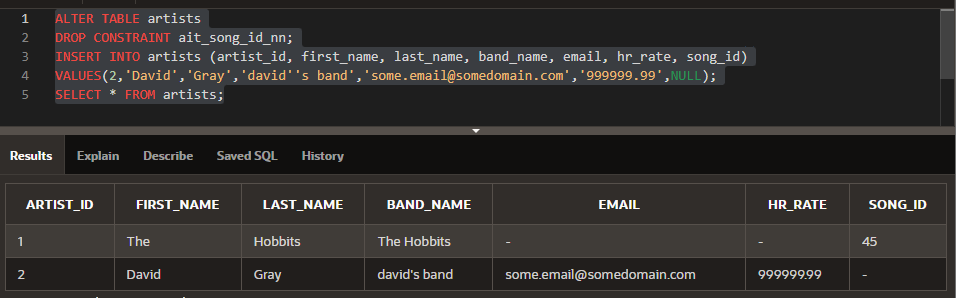 1 ALTER TABLE artists
2 DROP CONSTRAINT ait_song_id_nn;
3 INSERT INTO artists (artist_id, first_name, last_name, band_name, email, hr_rate, song_id)
4 VALUES(2,'David','Gray','david''s band','some.email@somedomain.com','999999.99',NULL);
5 SELECT * FROM artists;
Results Explain Describe Saved SQL History
ARTIST_ID FIRST_NAME LAST_NAME BAND_NAME EMAIL HR_RATE SONG_ID
1 The Hobbits The Hobbits - - 45
2 David Gray david's band some.email@somedomain.com 999999.99 -